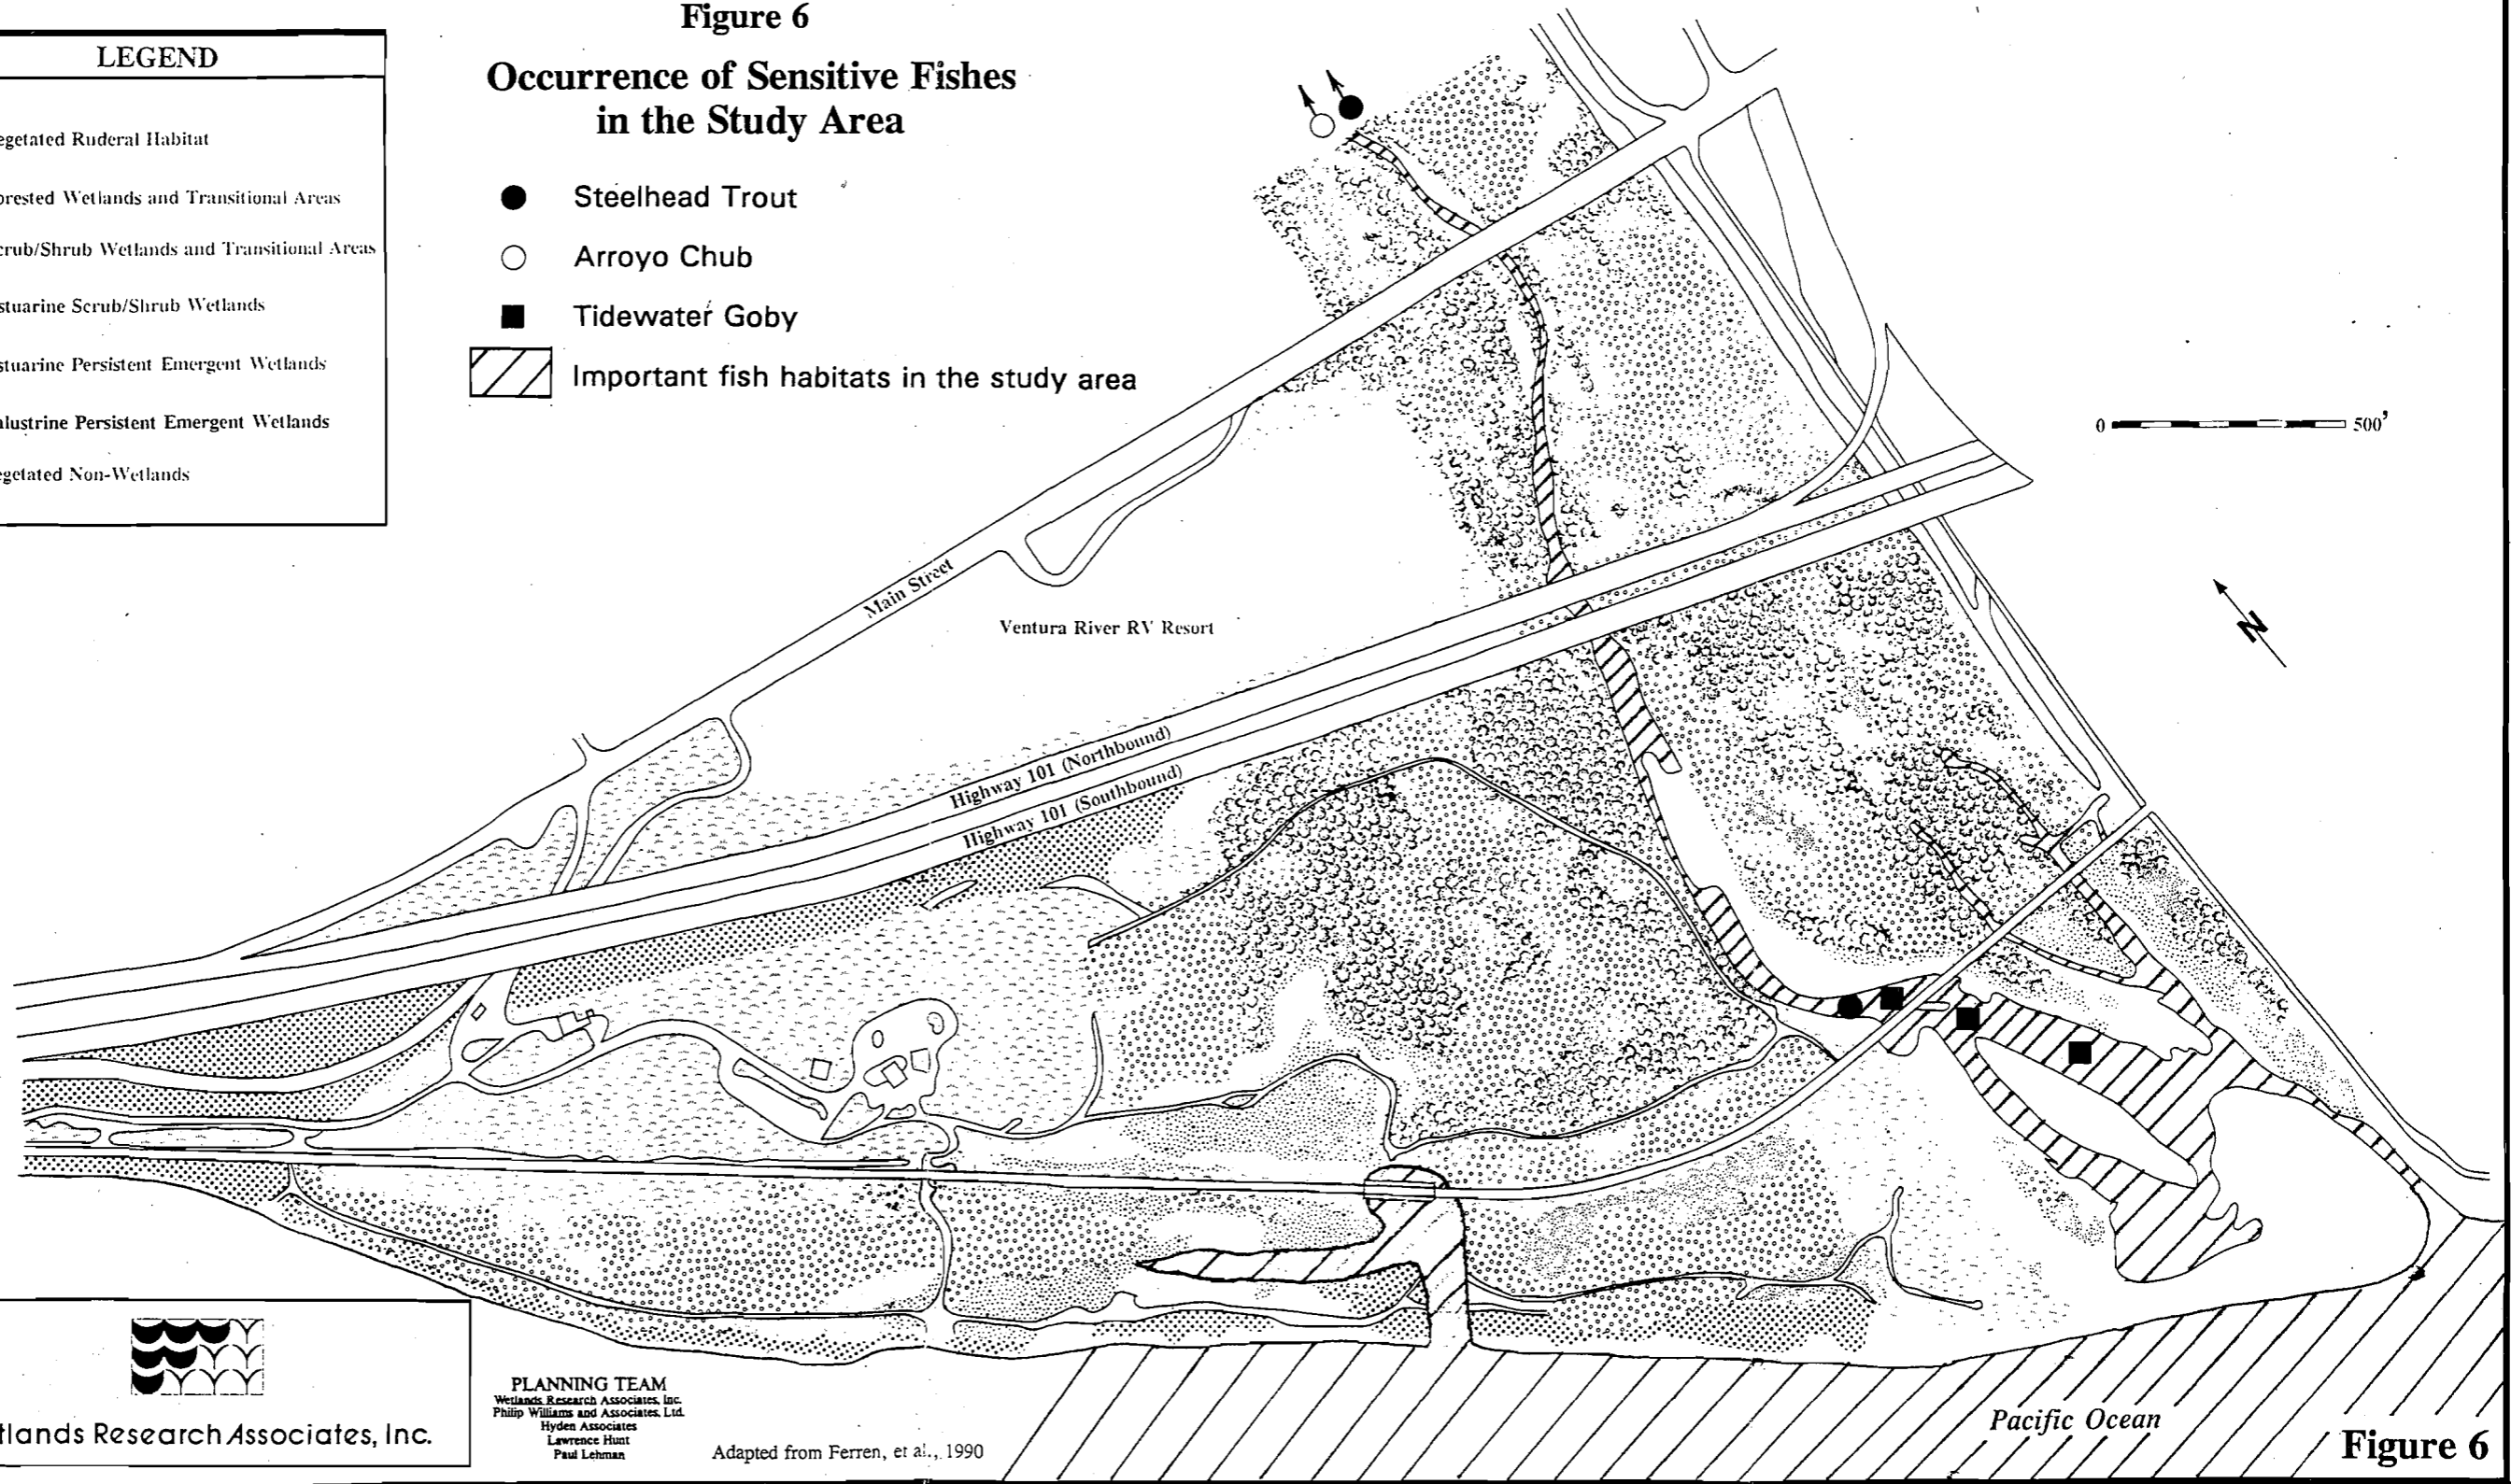 Figure 6
Occurrence of Sensitive Fishes
in the Study Area
LEGEND
egetated Ruderal Habitat
orested Wetlands and Transitional Areas
crub/Shrub Wetlands and Transitional Areas
stuarine Scrub/Shrub Wetlands
stuarine Persistent Emergent Wetlands
alustrine Persistent Emergent Wetlands
egetated Non-Wetlands
Steelhead Trout
Arroyo Chub
Tidewater Goby
Important fish habitats in the study area
0 500'
N
Main Street
Ventura River RV Resort
Highway 101 (Northbound)
Highway 101 (Southbound)
Pacific Ocean
tlands Research Associates, Inc.
PLANNING TEAM
Wetlands Research Associates, Inc.
Philip Williams and Associates, Ltd.
Hyden Associates
Lawrence Hunt
Paul Lehman
Adapted from Ferren, et al., 1990
Figure 6